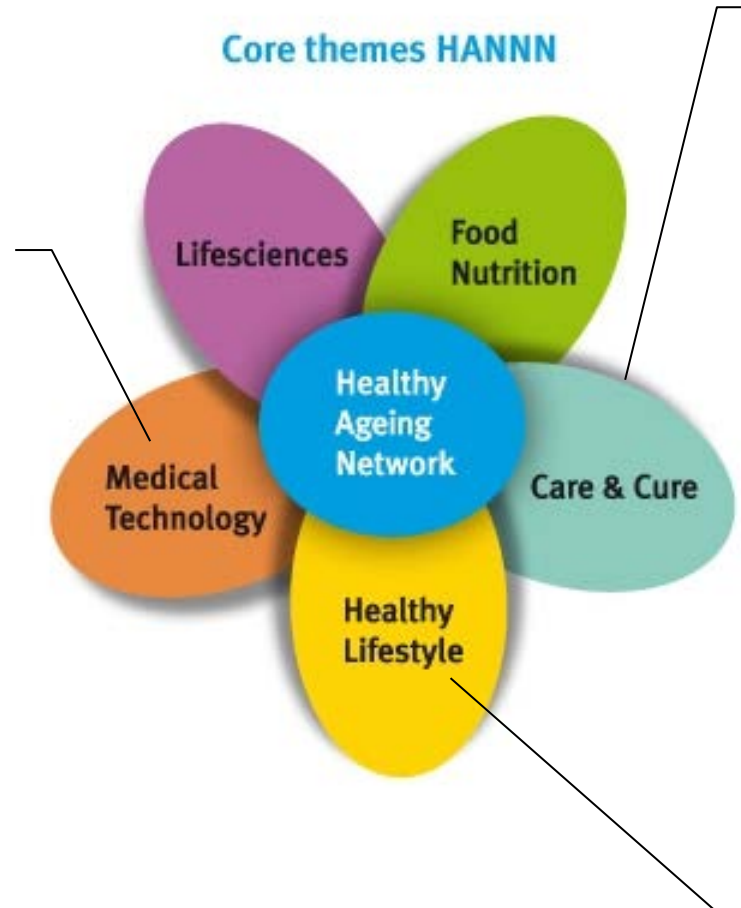 Core themes HANNN
Lifesciences
Food
Nutrition
Healthy
Ageing
Network
Medical
Technology
Care & Cure
Healthy
Lifestyle